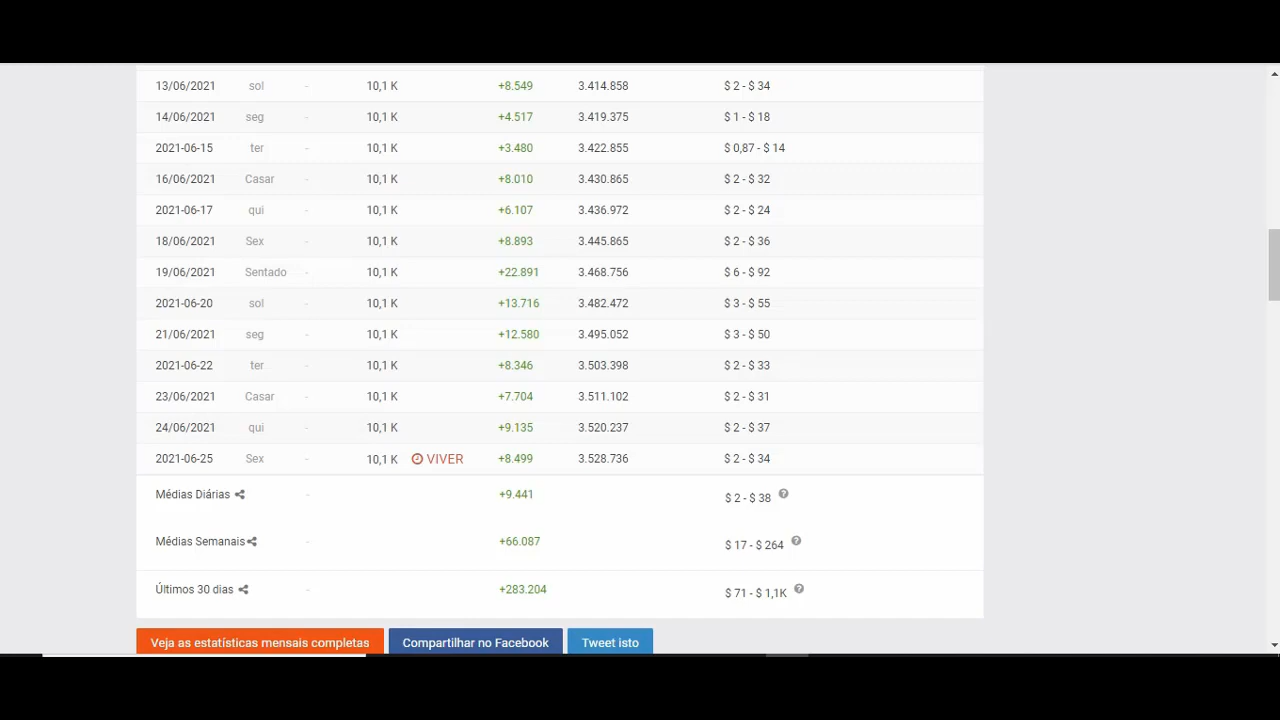 13/06/2021 sol - 10,1 K +8.549 3.414.858 $ 2 - $ 34
14/06/2021 seg - 10,1 K +4.517 3.419.375 $ 1 - $ 18
2021-06-15 ter - 10,1 K +3.480 3.422.855 $ 0,87 - $ 14
16/06/2021 Casar - 10,1 K +8.010 3.430.865 $ 2 - $ 32
2021-06-17 qui - 10,1 K +6.107 3.436.972 $ 2 - $ 24
18/06/2021 Sex - 10,1 K +8.893 3.445.865 $ 2 - $ 36
19/06/2021 Sentado - 10,1 K +22.891 3.468.756 $ 6 - $ 92
2021-06-20 sol - 10,1 K +13.716 3.482.472 $ 3 - $ 55
21/06/2021 seg - 10,1 K +12.580 3.495.052 $ 3 - $ 50
2021-06-22 ter - 10,1 K +8.346 3.503.398 $ 2 - $ 33
23/06/2021 Casar - 10,1 K +7.704 3.511.102 $ 2 - $ 31
24/06/2021 qui - 10,1 K +9.135 3.520.237 $ 2 - $ 37
2021-06-25 Sex - 10,1 K VIVER +8.499 3.528.736 $ 2 - $ 34
Médias Diárias - +9.441 $ 2 - $ 38
Médias Semanais - +66.087 $ 17 - $ 264
Últimos 30 dias - +283.204 $ 71 - $ 1,1K
Veja as estatísticas mensais completas Compartilhar no Facebook Tweet isto